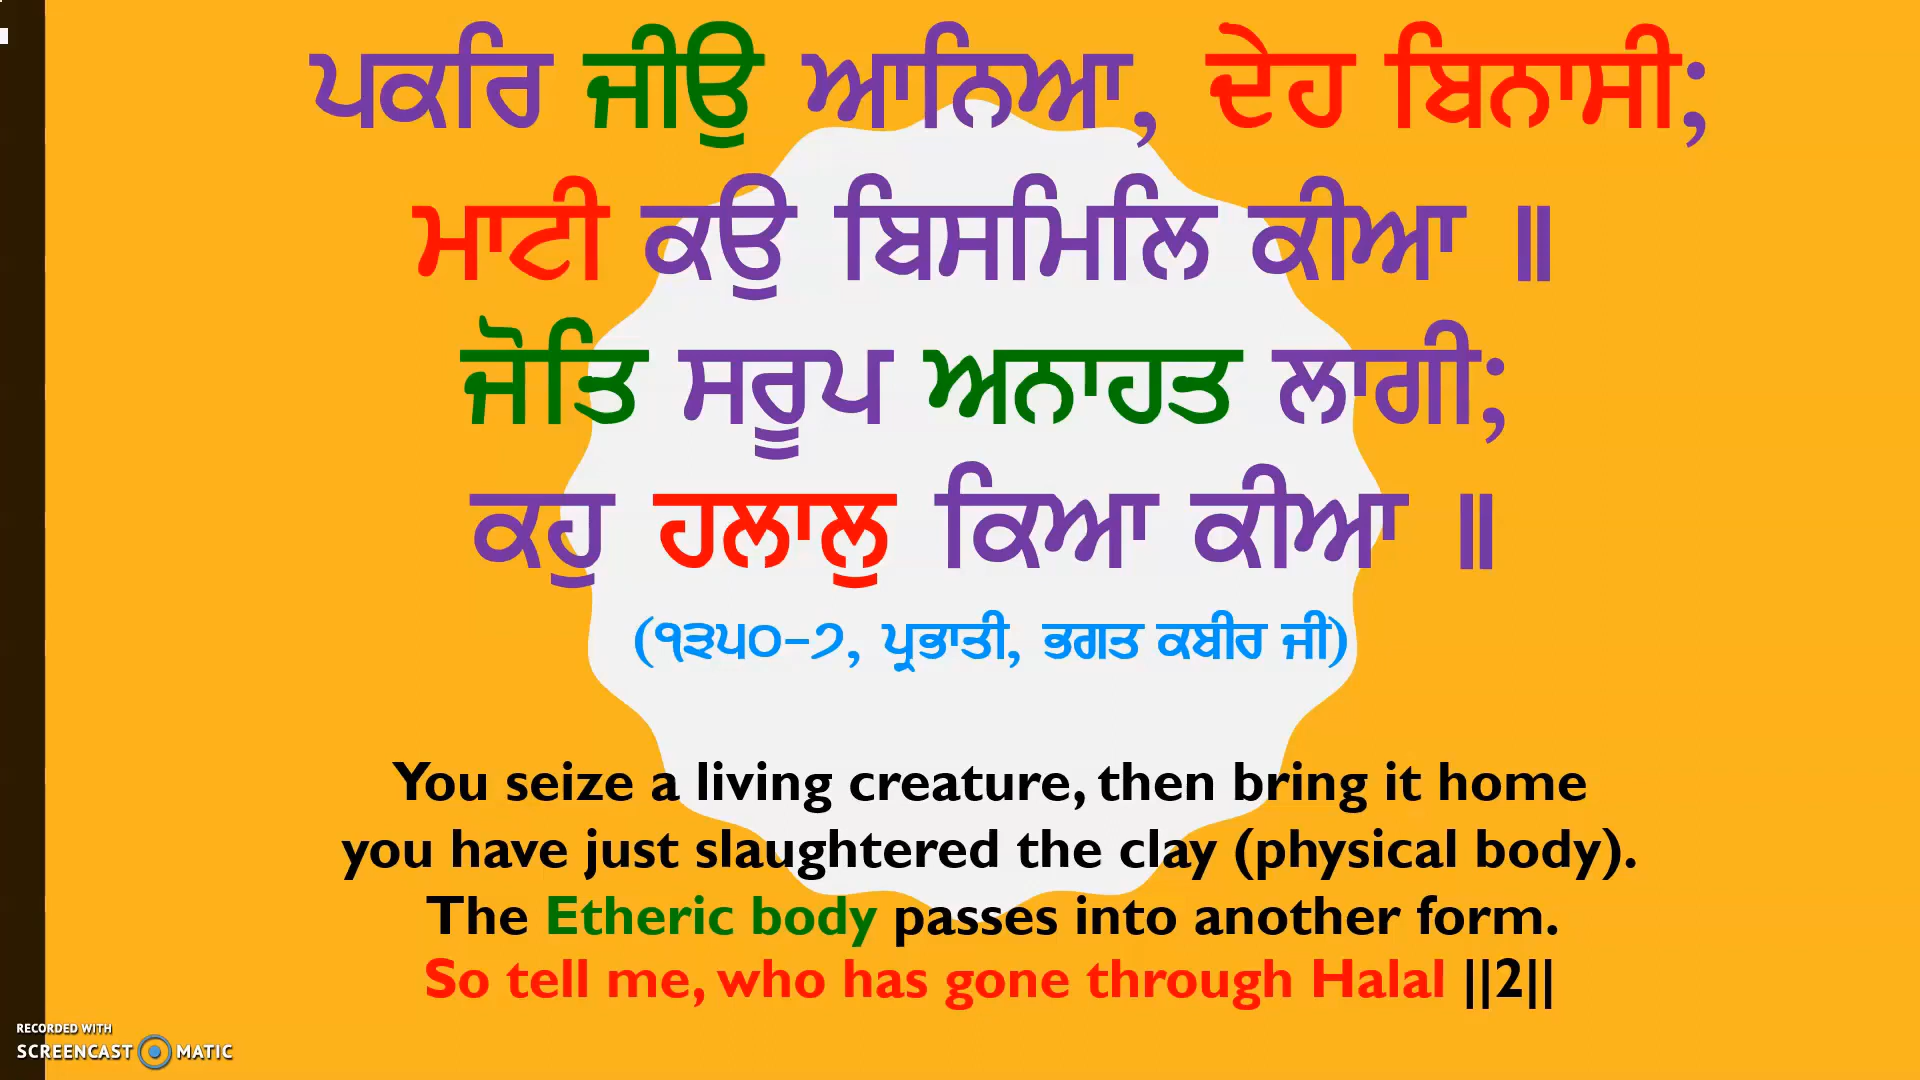 ਪਕਰਿ ਜੀਉ ਆਨਿਆ, ਦੇਹ ਬਿਨਾਸੀ;
ਮਾਟੀ ਕਉ ਬਿਸਮਿਲਿ ਕੀਆ ॥
ਜੋਤਿ ਸਰੂਪ ਅਨਾਹਤ ਲਾਗੀ;
ਕਹੁ ਹਲਾਲੁ ਕਿਆ ਕੀਆ ॥
(੧੩੫੦-੭, ਪ੍ਰਭਾਤੀ, ਭਗਤ ਕਬੀਰ ਜੀ)
You seize a living creature, then bring it home
you have just slaughtered the clay (physical body).
The Etheric body passes into another form.
So tell me, who has gone through Halal ||2||
RECORDED WITH
SCREENCAST MATIC